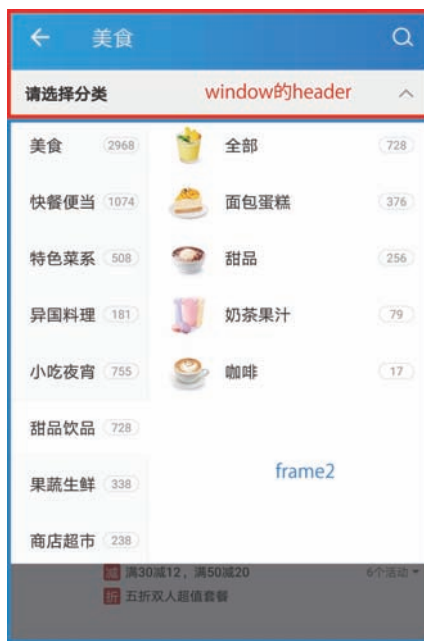 美食
请选择分类 window的header
美食 2968 全部 728
快餐便当 1074 面包蛋糕 376
特色菜系 508 甜品 256
异国料理 181 奶茶果汁 79
小吃夜宵 755 咖啡 17
甜品饮品 728
果蔬生鲜 338
frame2
商店超市 238
减 满30减12，满50减20 6个活动
折 五折双人超值套餐